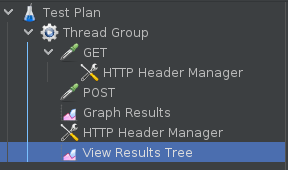 Test Plan
Thread Group
GET
HTTP Header Manager
POST
Graph Results
HTTP Header Manager
View Results Tree